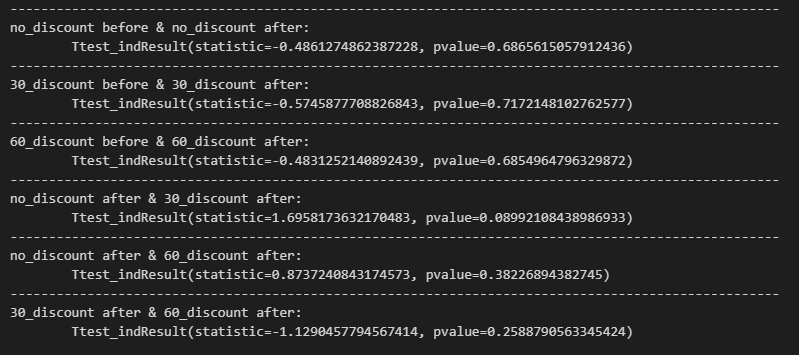 --------------------------------------------------------------------------------------------
no_discount before & no_discount after:
Ttest_indResult(statistic=-0.4861274862387228, pvalue=0.6865615057912436)
--------------------------------------------------------------------------------------------
30_discount before & 30_discount after:
Ttest_indResult(statistic=-0.5745877708826843, pvalue=0.7172148102762577)
--------------------------------------------------------------------------------------------
60_discount before & 60_discount after:
Ttest_indResult(statistic=-0.4831252140892439, pvalue=0.6854964796329872)
--------------------------------------------------------------------------------------------
no_discount after & 30_discount after:
Ttest_indResult(statistic=1.6958173632170483, pvalue=0.08992108438986933)
--------------------------------------------------------------------------------------------
no_discount after & 60_discount after:
Ttest_indResult(statistic=0.8737240843174573, pvalue=0.38226894382745)
--------------------------------------------------------------------------------------------
30_discount after & 60_discount after:
Ttest_indResult(statistic=-1.1290457794567414, pvalue=0.2588790563345424)